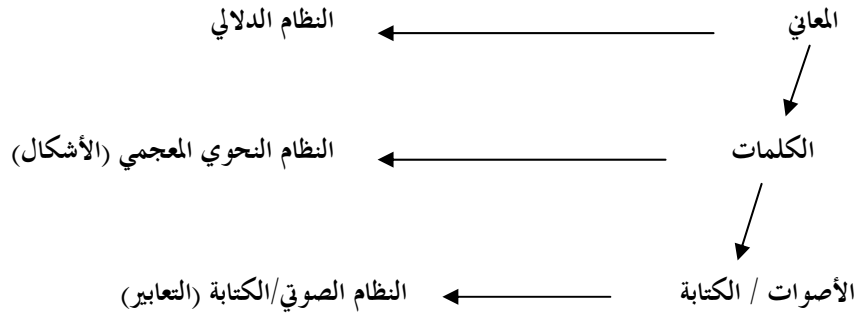 المعاني النظام الدلالي
الكلمات النظام النحوي المعجمي (الأشكال)
الأصوات / الكتابة النظام الصوتي/الكتابة (التعابير)